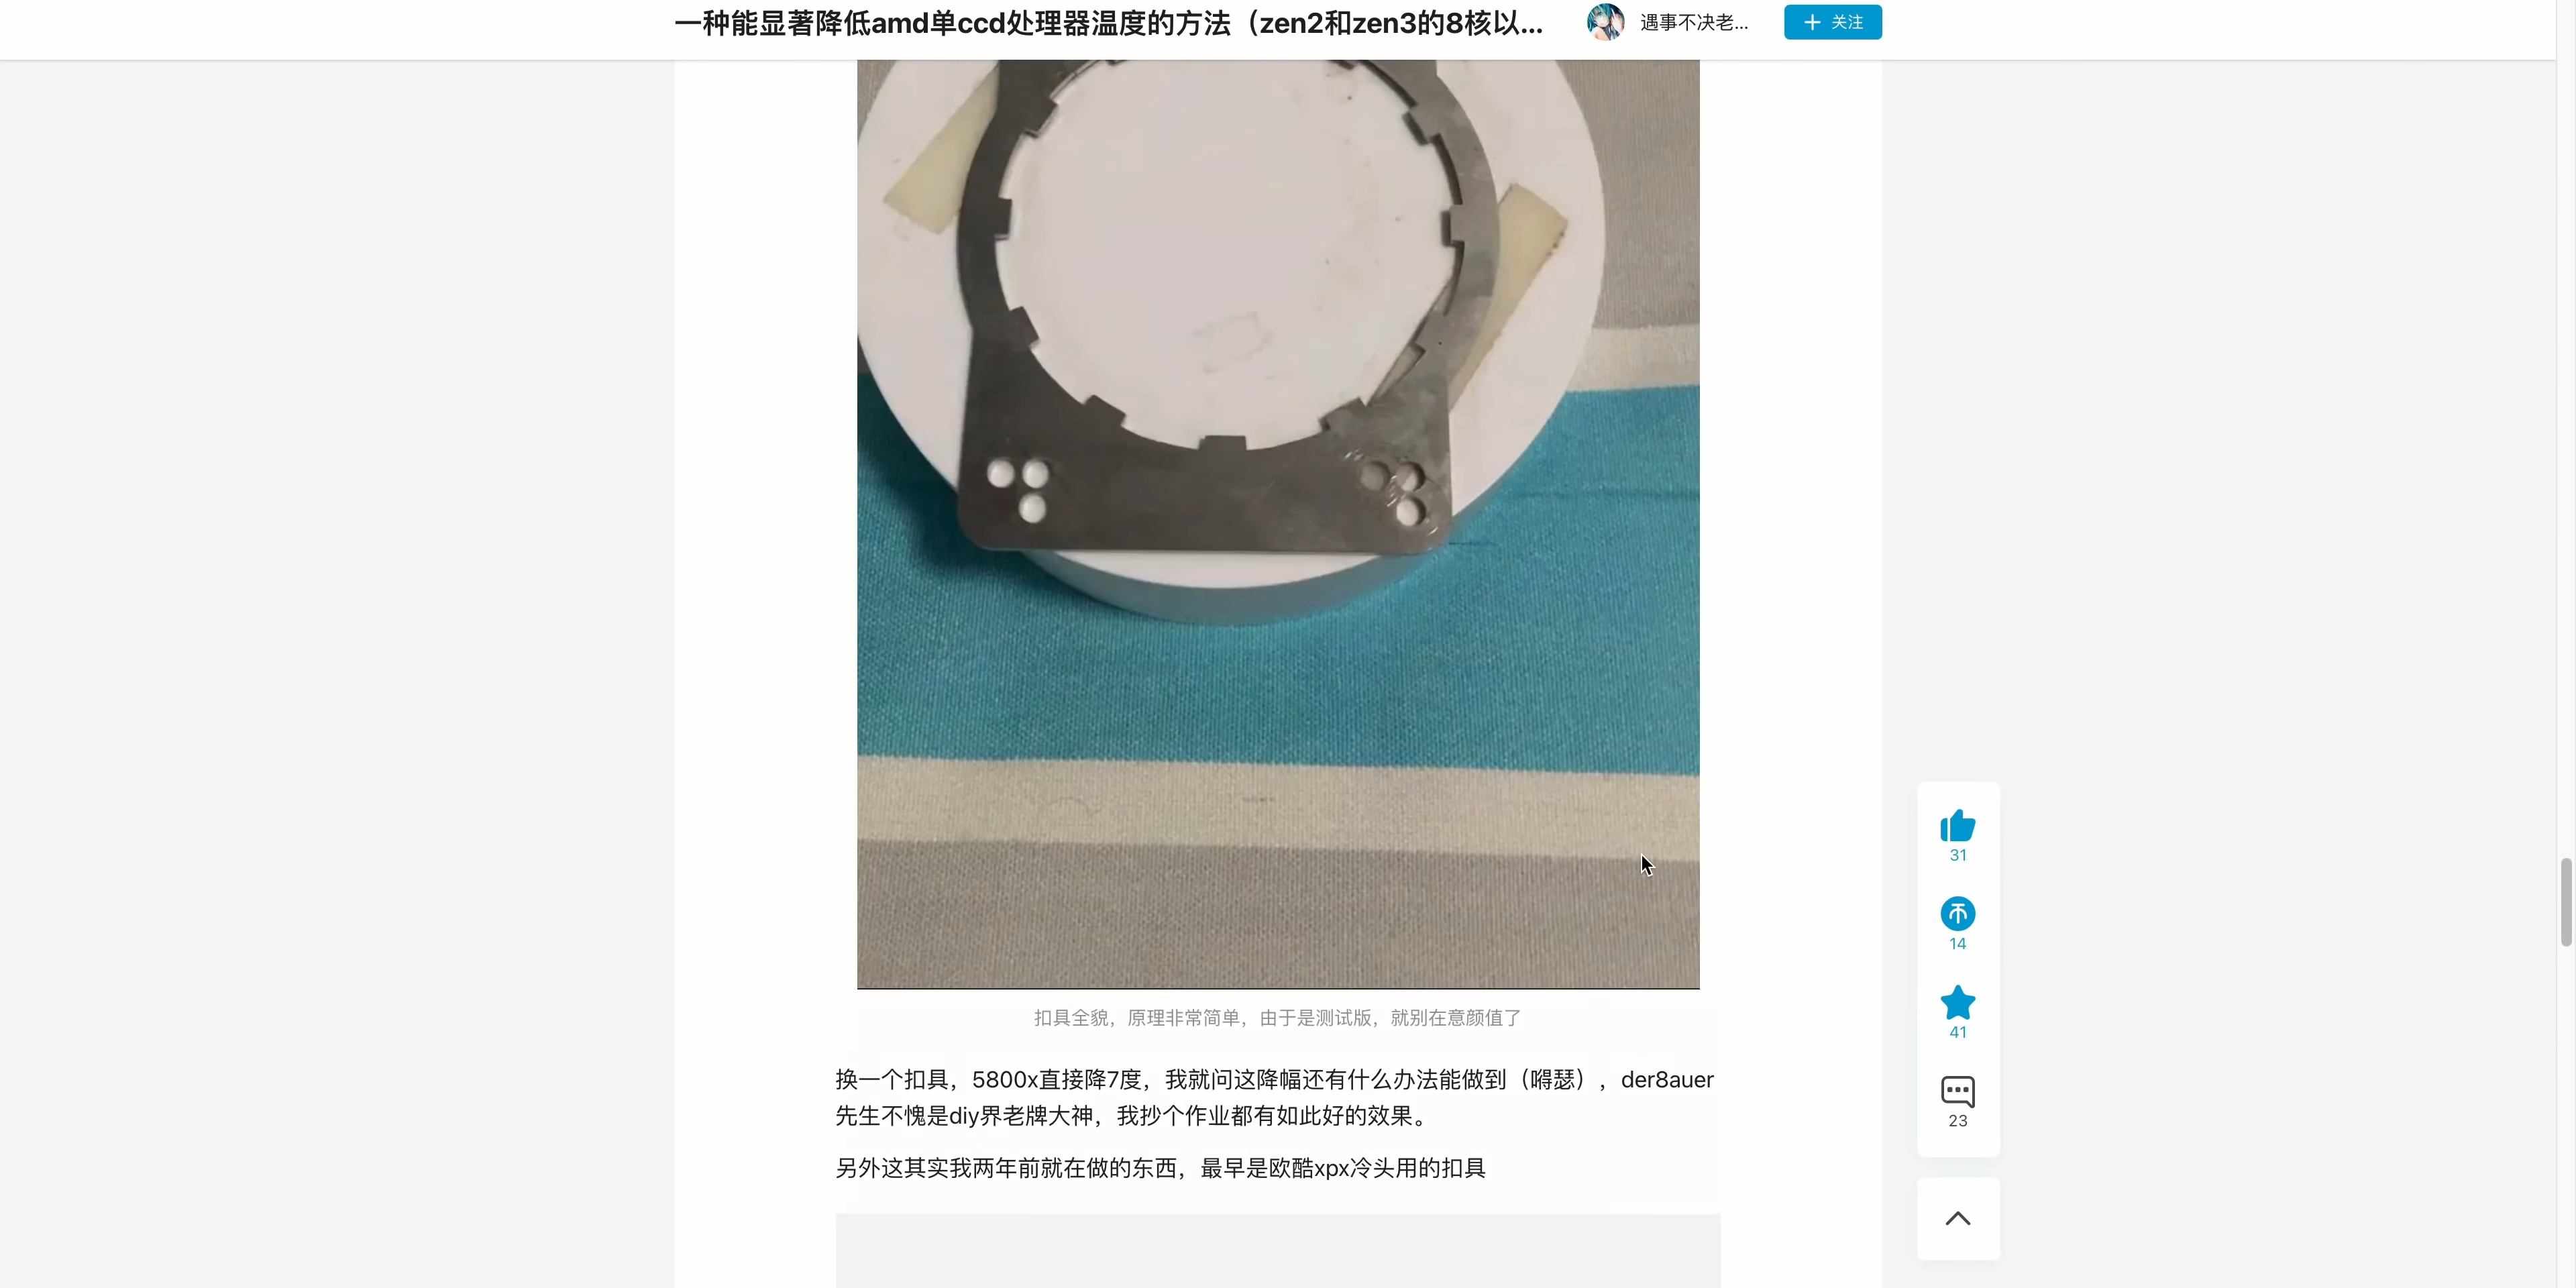 一种能显著降低amd单ccd处理器温度的方法（zen2和zen3的8核以...
遇事不决老...
关注
扣具全貌，原理非常简单，由于是测试版，就别在意颜值了
换一个扣具，5800x直接降7度，我就问这降幅还有什么办法能做到（嘚瑟），der8auer
先生不愧是diy界老牌大神，我抄个作业都有如此好的效果。
另外这其实我两年前就在做的东西，最早是欧酷xpx冷头用的扣具
31
14
41
23